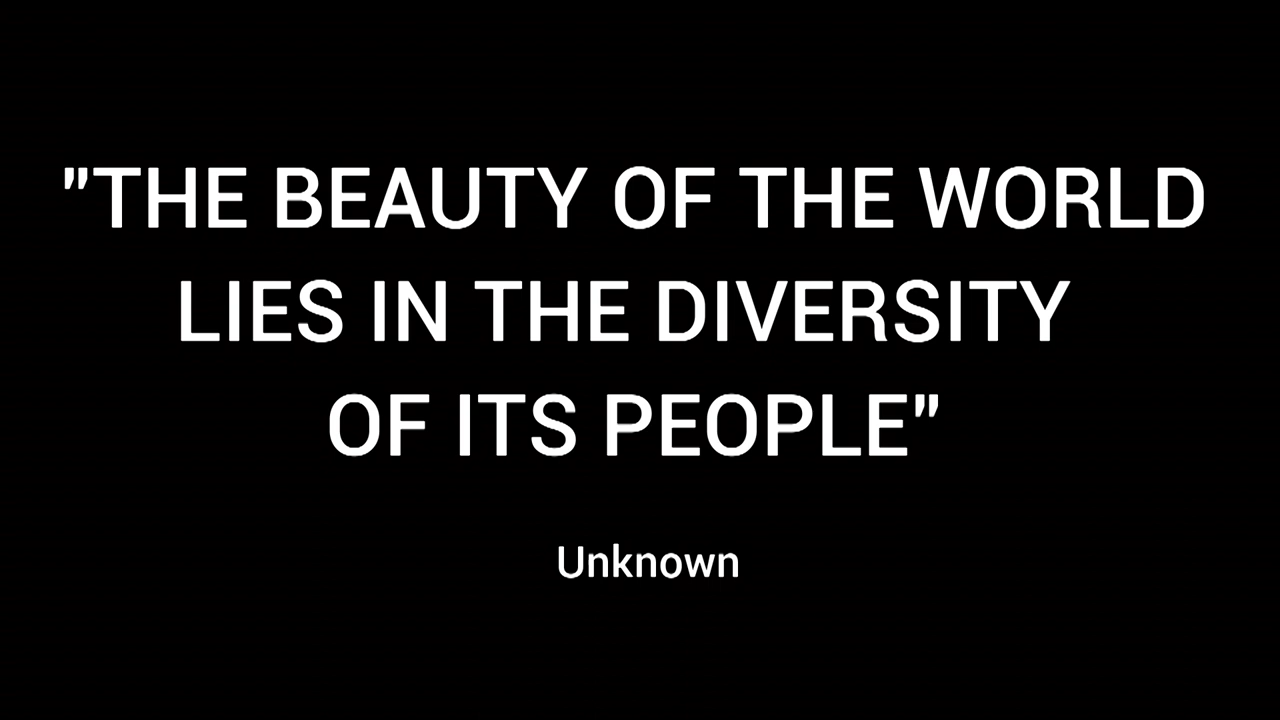 "THE BEAUTY OF THE WORLD
LIES IN THE DIVERSITY
OF ITS PEOPLE"
Unknown